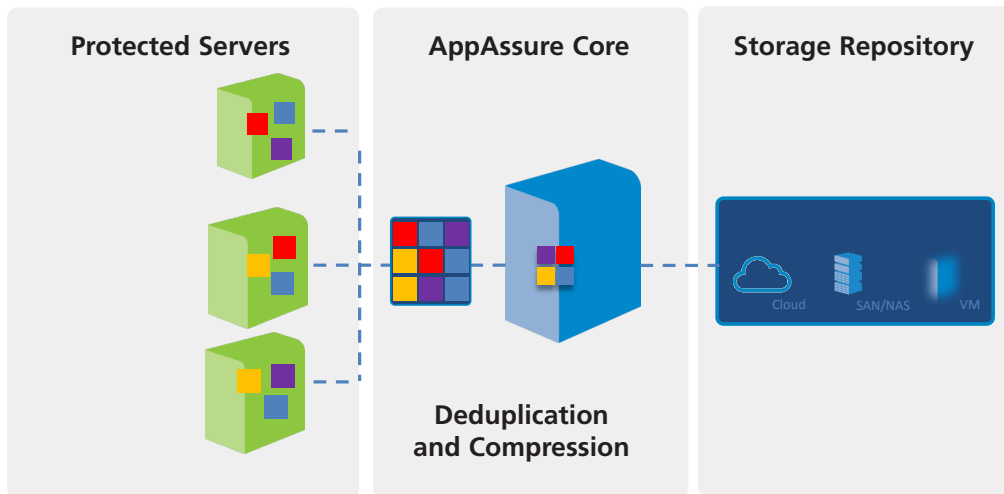 Protected Servers
AppAssure Core
Storage Repository
Cloud
SAN/NAS
VM
Deduplication
and Compression